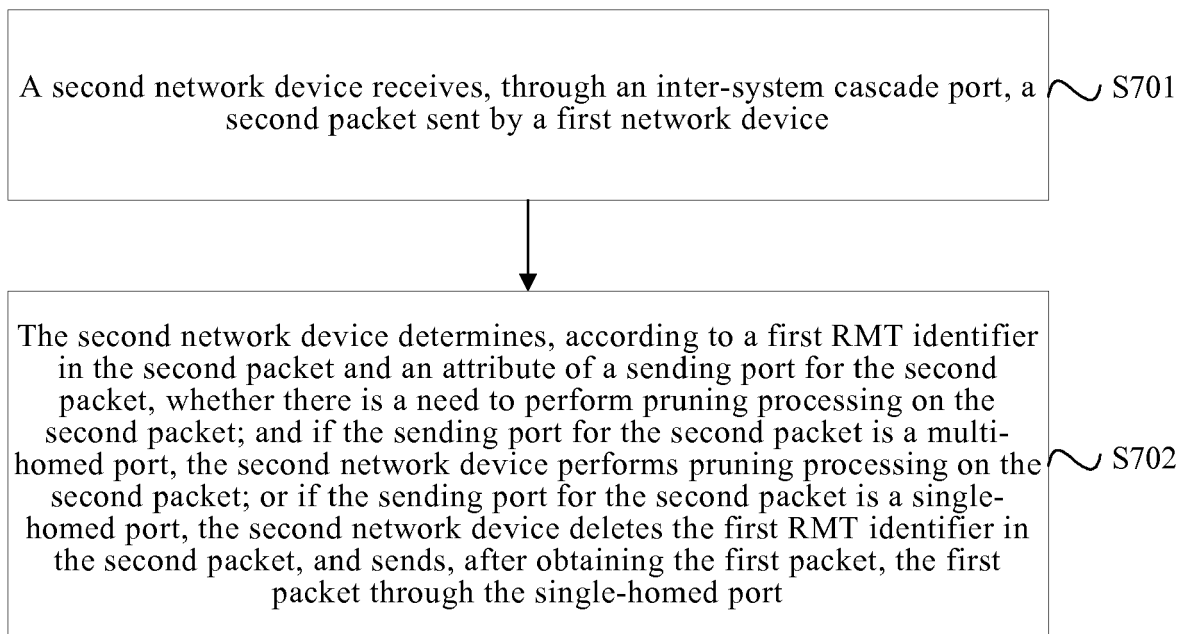 A second network device receives, through an inter-system cascade port, a
second packet sent by a first network device
S701
The second network device determines, according to a first RMT identifier
in the second packet and an attribute of a sending port for the second
packet, whether there is a need to perform pruning processing on the
second packet; and if the sending port for the second packet is a multi-
homed port, the second network device performs pruning processing on the
second packet; or if the sending port for the second packet is a single-
homed port, the second network device deletes the first RMT identifier in
the second packet, and sends, after obtaining the first packet, the first
packet through the single-homed port
S702